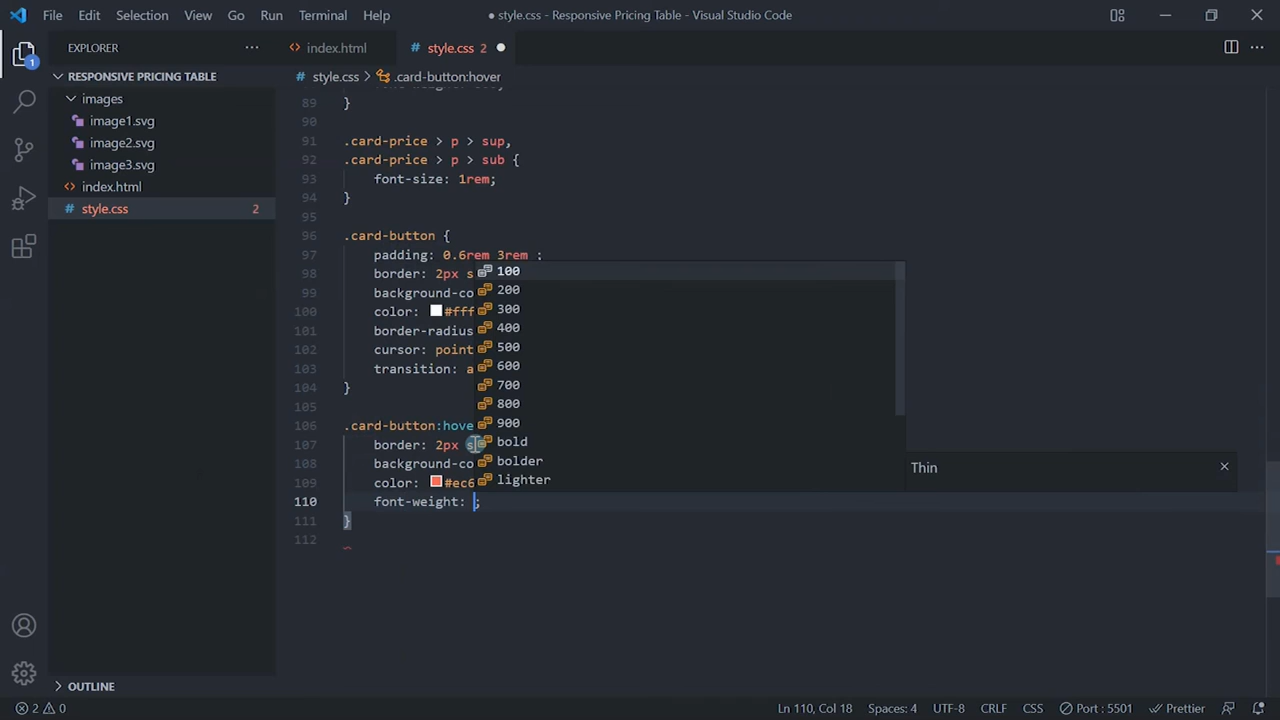 File Edit Selection View Go Run Terminal Help
● style.css - Responsive Pricing Table - Visual Studio Code
EXPLORER ···
index.html
# style.css 2 ●
1
RESPONSIVE PRICING TABLE
images
image1.svg
image2.svg
image3.svg
index.html
# style.css 2
# style.css > .card-button:hover
89 }
90
91 .card-price > p > sup,
92 .card-price > p > sub {
93 font-size: 1rem;
94 }
95
96 .card-button {
97 padding: 0.6rem 3rem ;
98 border: 2px s
99 background-co
100 color: #fff
101 border-radius
102 cursor: point
103 transition: a
104 }
105
106 .card-button:hove
107 border: 2px s
108 background-co
109 color: #ec6
110 font-weight: ;
111 }
112
100
200
300
400
500
600
700
800
900
bold
bolder
lighter
Thin
OUTLINE
2 0
Ln 110, Col 18 Spaces: 4 UTF-8 CRLF CSS Port : 5501 Prettier